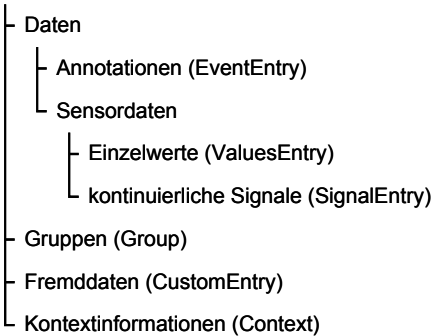 Daten
Annotationen (EventEntry)
Sensordaten
Einzelwerte (ValuesEntry)
kontinuierliche Signale (SignalEntry)
Gruppen (Group)
Fremddaten (CustomEntry)
Kontextinformationen (Context)